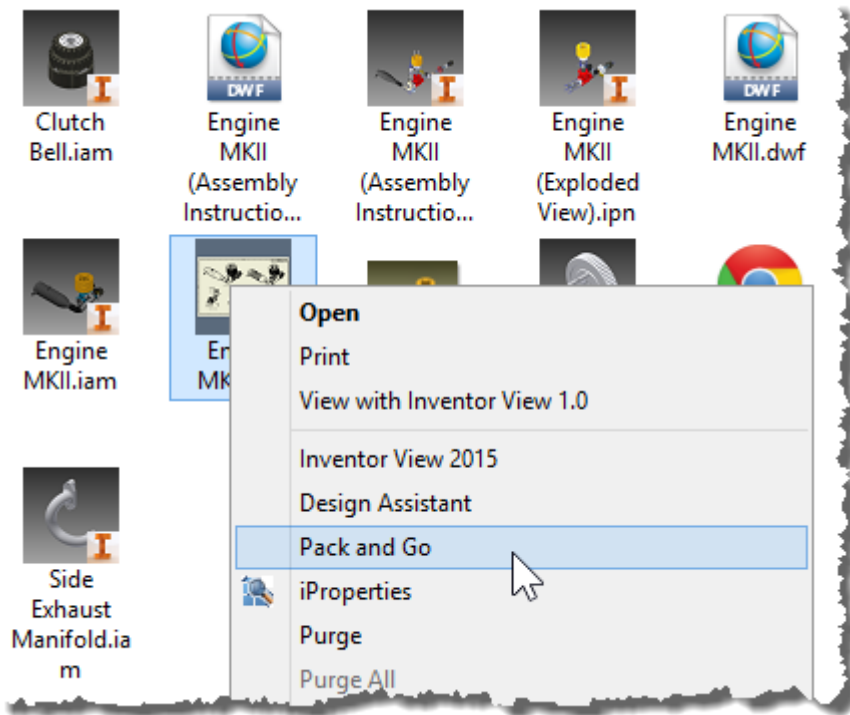 Clutch
Bell.iam
DWF
Engine
MKII
(Assembly
Instructio...
Engine
MKII
(Assembly
Instructio...
Engine
MKII
(Exploded
View).ipn
DWF
Engine
MKII.dwf
Engine
MKII.iam
En
MK
Open
Print
View with Inventor View 1.0
Inventor View 2015
Design Assistant
Pack and Go
iProperties
Purge
Purge All
Side
Exhaust
Manifold.ia
m